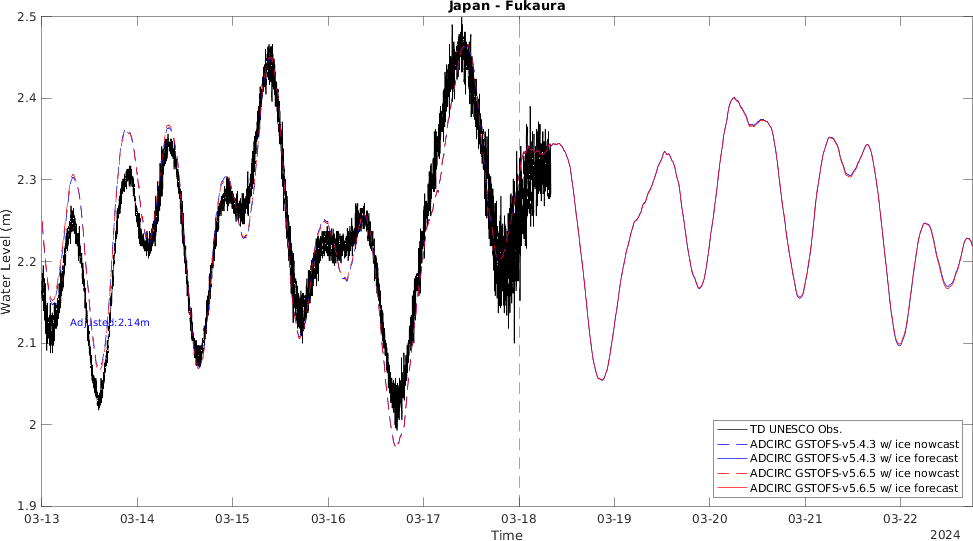 Japan - Fukaura
2.5
2.4
2.3
2.2
2.1
2
1.9
Water Level (m)
Adjusted:2.14m
TD UNESCO Obs.
ADCIRC GSTOFS-v5.4.3 w/ ice nowcast
ADCIRC GSTOFS-v5.4.3 w/ ice forecast
ADCIRC GSTOFS-v5.6.5 w/ ice nowcast
ADCIRC GSTOFS-v5.6.5 w/ ice forecast
03-13 03-14 03-15 03-16 03-17 03-18 03-19 03-20 03-21 03-22
Time
2024